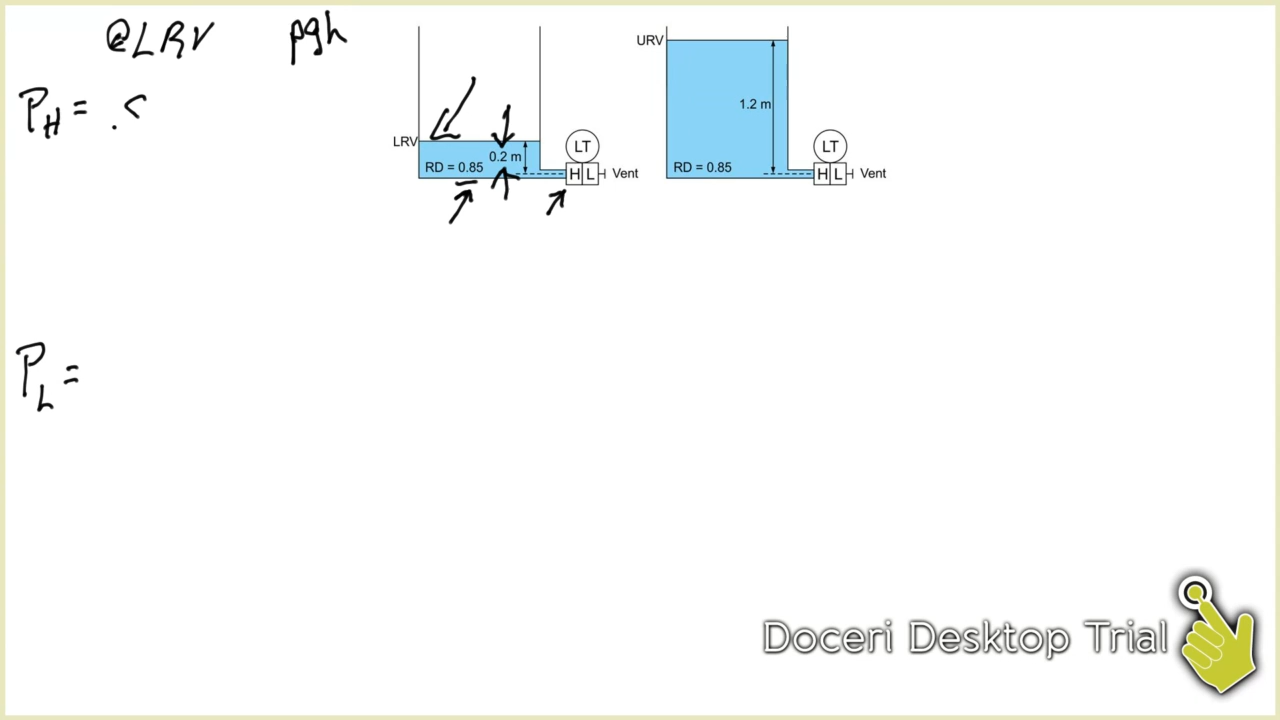 @LRV ρgh
P_H = .8
P_L =
LRV
0.2 m
RD = 0.85
LT
H L
Vent
URV
1.2 m
RD = 0.85
LT
H L
Vent
Doceri Desktop Trial